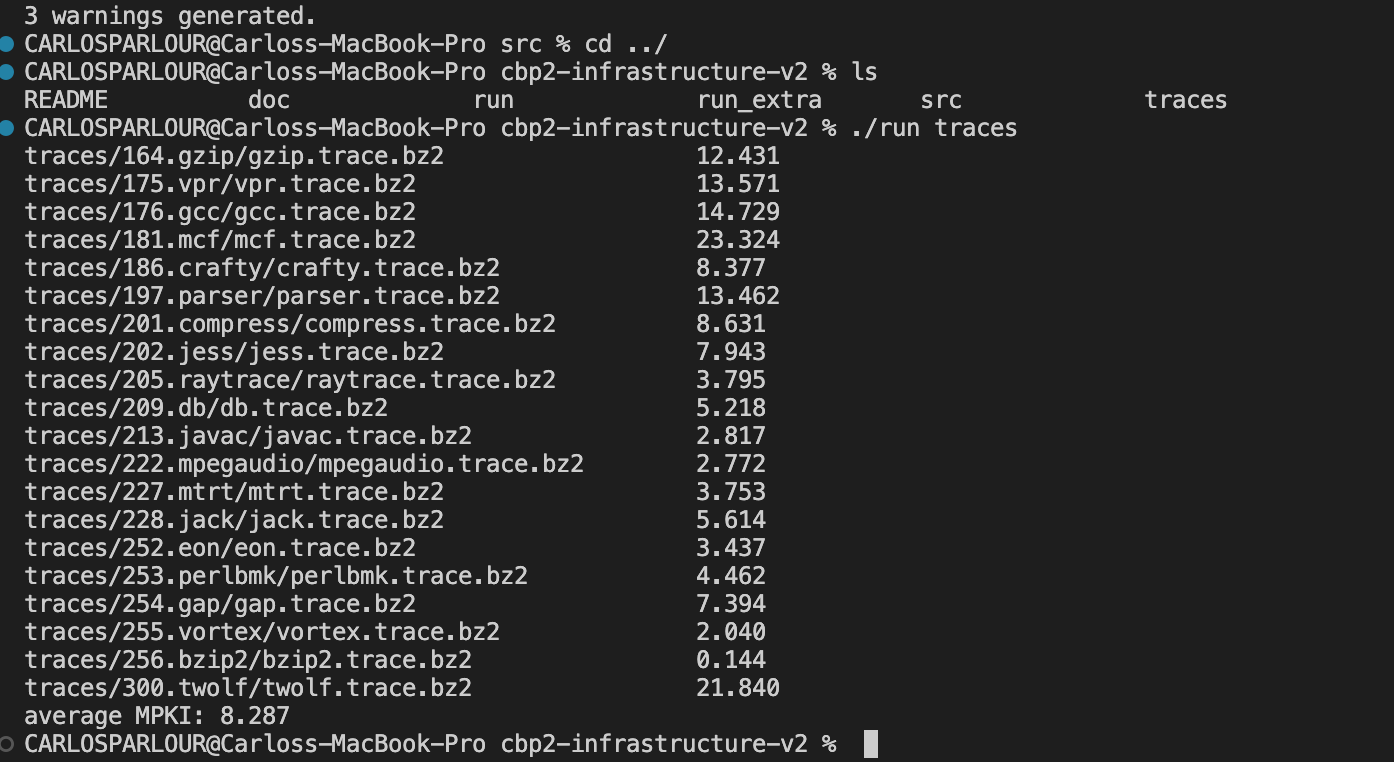 3 warnings generated.
CARLOSPARLOUR@Carloss-MacBook-Pro src % cd ../
CARLOSPARLOUR@Carloss-MacBook-Pro cbp2-infrastructure-v2 % ls
README doc run run_extra src traces
CARLOSPARLOUR@Carloss-MacBook-Pro cbp2-infrastructure-v2 % ./run traces
traces/164.gzip/gzip.trace.bz2 12.431
traces/175.vpr/vpr.trace.bz2 13.571
traces/176.gcc/gcc.trace.bz2 14.729
traces/181.mcf/mcf.trace.bz2 23.324
traces/186.crafty/crafty.trace.bz2 8.377
traces/197.parser/parser.trace.bz2 13.462
traces/201.compress/compress.trace.bz2 8.631
traces/202.jess/jess.trace.bz2 7.943
traces/205.raytrace/raytrace.trace.bz2 3.795
traces/209.db/db.trace.bz2 5.218
traces/213.javac/javac.trace.bz2 2.817
traces/222.mpegaudio/mpegaudio.trace.bz2 2.772
traces/227.mtrt/mtrt.trace.bz2 3.753
traces/228.jack/jack.trace.bz2 5.614
traces/252.eon/eon.trace.bz2 3.437
traces/253.perlbmk/perlbmk.trace.bz2 4.462
traces/254.gap/gap.trace.bz2 7.394
traces/255.vortex/vortex.trace.bz2 2.040
traces/256.bzip2/bzip2.trace.bz2 0.144
traces/300.twolf/twolf.trace.bz2 21.840
average MPKI: 8.287
CARLOSPARLOUR@Carloss-MacBook-Pro cbp2-infrastructure-v2 %